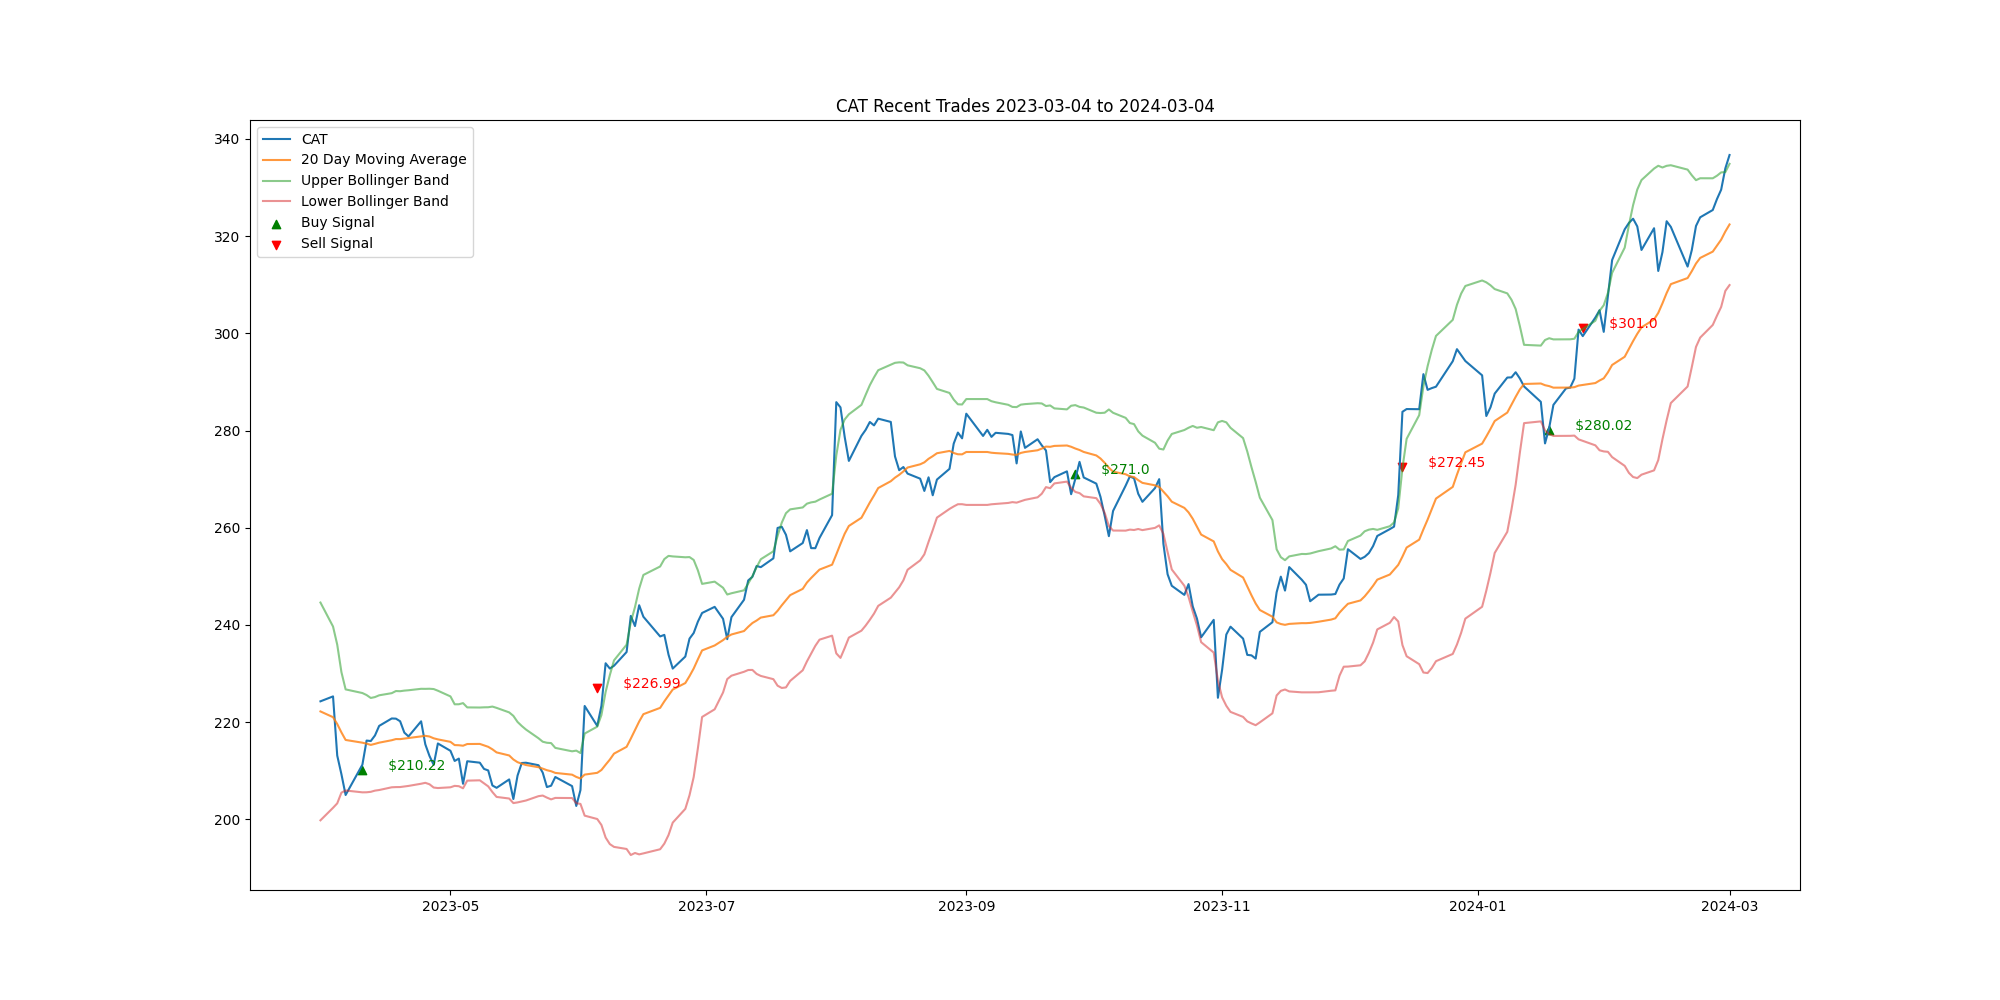 CAT Recent Trades 2023-03-04 to 2024-03-04
CAT
20 Day Moving Average
Upper Bollinger Band
Lower Bollinger Band
Buy Signal
Sell Signal
340
320
300
280
260
240
220
200
$210.22
$226.99
$271.0
$272.45
$280.02
$301.0
2023-05
2023-07
2023-09
2023-11
2024-01
2024-03